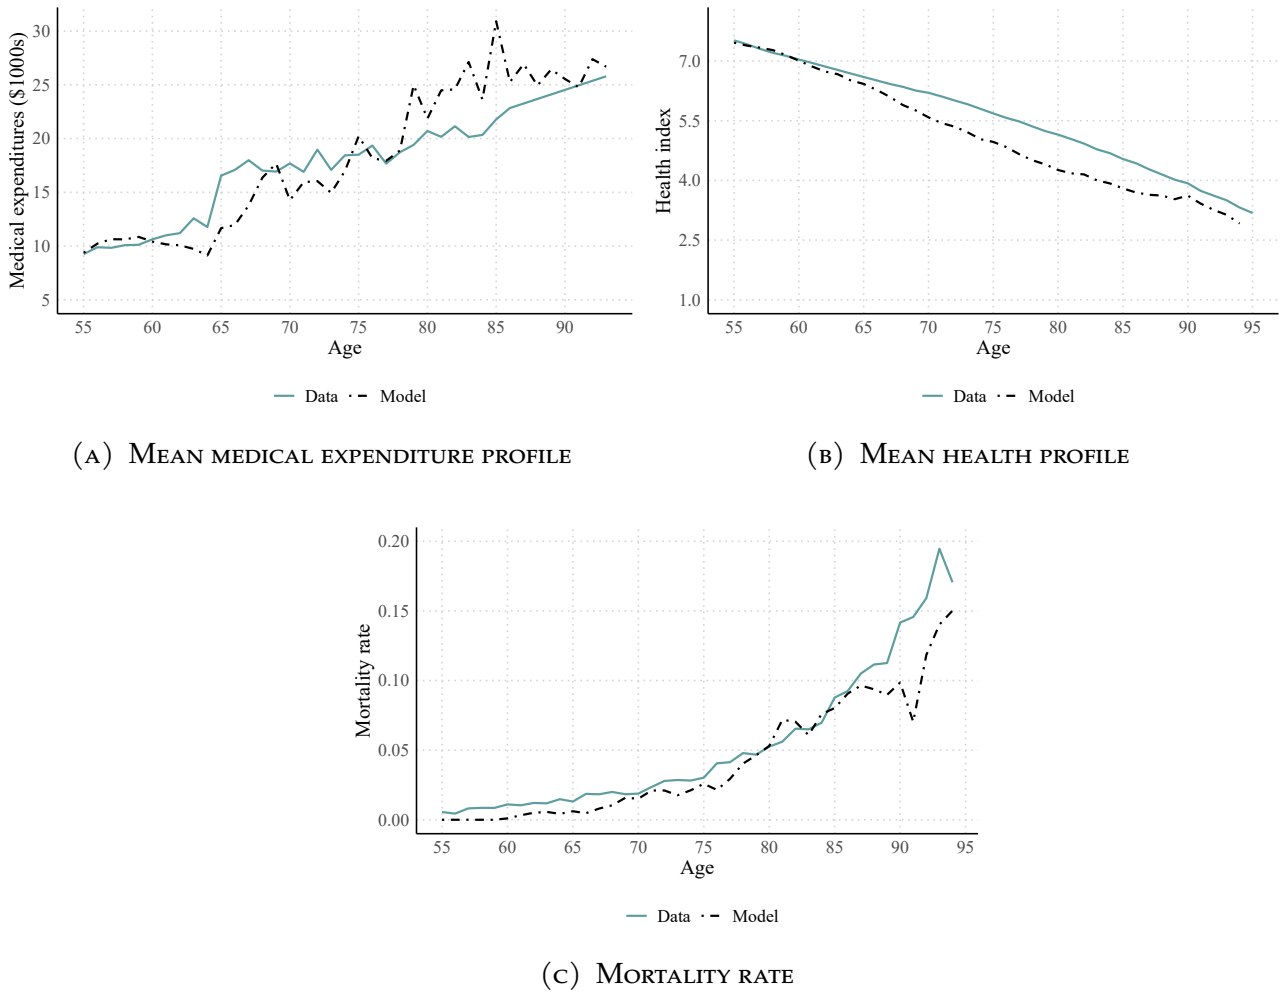 Medical expenditures ($1000s)
30
25
20
15
10
5
55 60 65 70 75 80 85 90
Age
Data Model
(A) Mean medical expenditure profile
Health index
7.0
5.5
4.0
2.5
1.0
55 60 65 70 75 80 85 90 95
Age
Data Model
(B) Mean health profile
Mortality rate
0.20
0.15
0.10
0.05
0.00
55 60 65 70 75 80 85 90 95
Age
Data Model
(C) Mortality rate